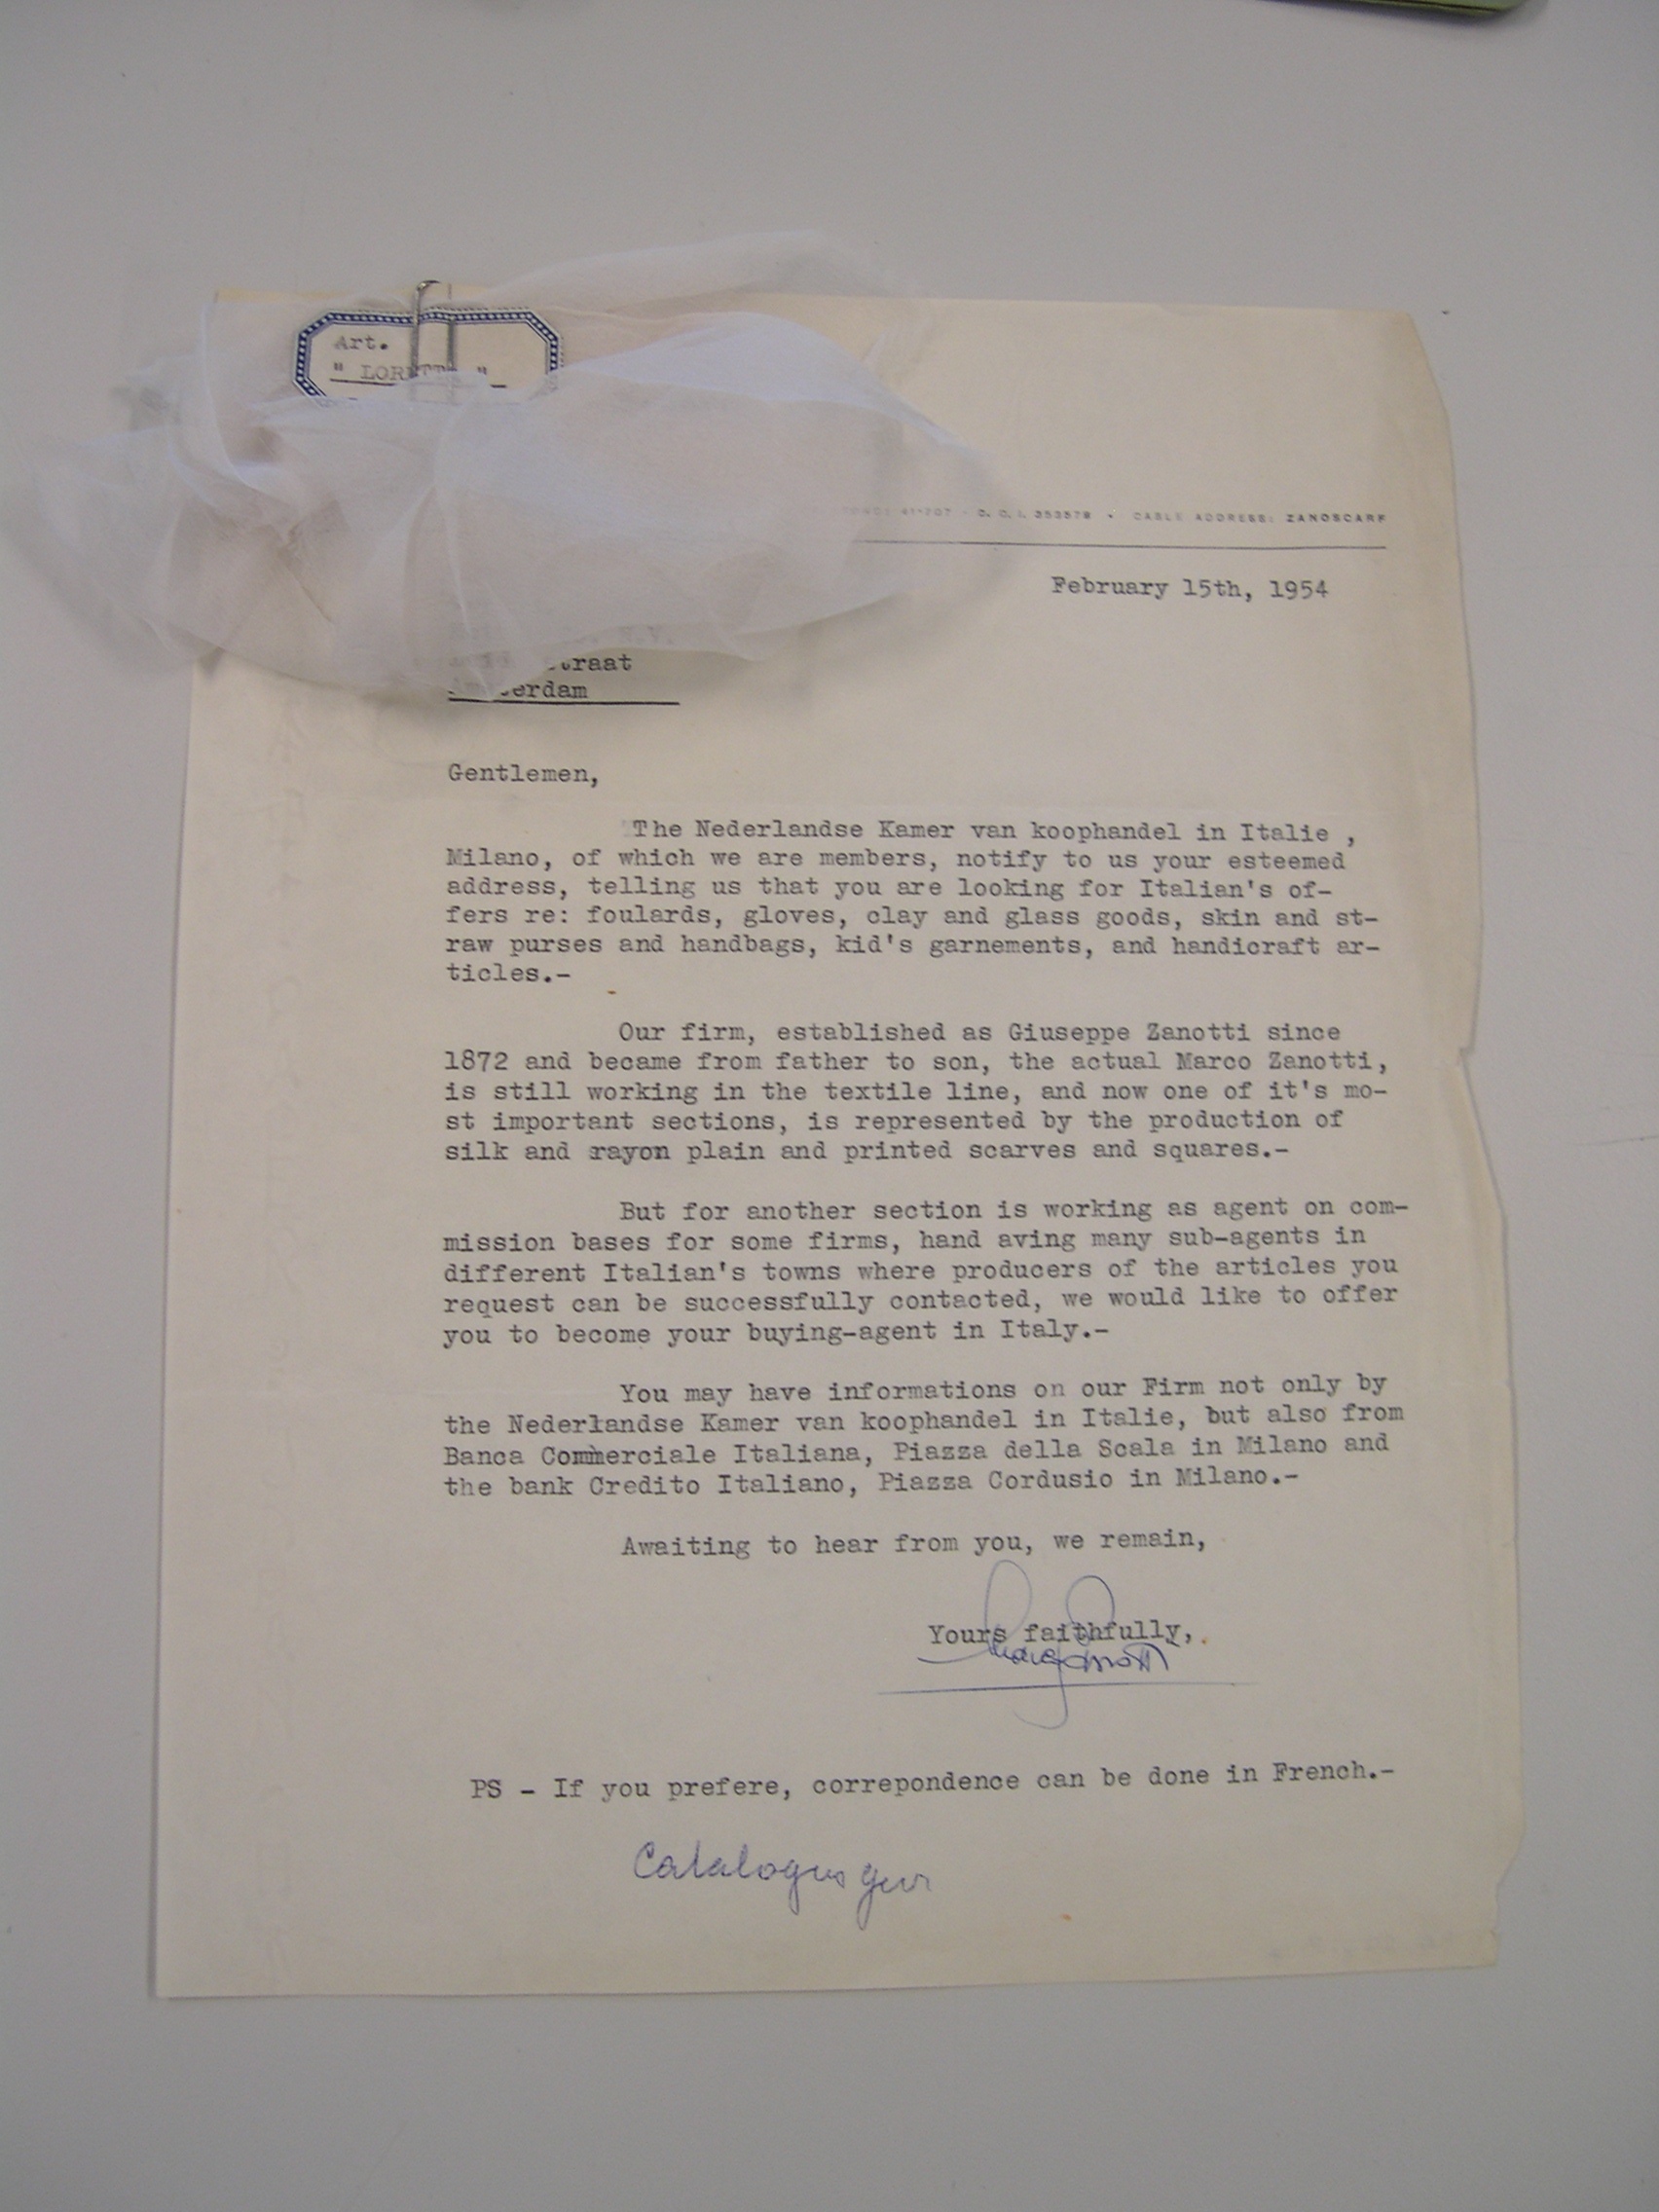 Art.
C. C. I. 353579 • CABLE ADDRESS: ZANOSCARF
February 15th, 1954
Gentlemen,
The Nederlandse Kamer van koophandel in Italie ,
Milano, of which we are members, notify to us your esteemed
address, telling us that you are looking for Italian's of-
fers re: foulards, gloves, clay and glass goods, skin and st-
raw purses and handbags, kid's garnements, and handicraft ar-
ticles.-
Our firm, established as Giuseppe Zanotti since
1872 and became from father to son, the actual Marco Zanotti,
is still working in the textile line, and now one of it's mo-
st important sections, is represented by the production of
silk and rayon plain and printed scarves and squares.-
But for another section is working as agent on com-
mission bases for some firms, hand aving many sub-agents in
different Italian's towns where producers of the articles you
request can be successfully contacted, we would like to offer
you to become your buying-agent in Italy.-
You may have informations on our Firm not only by
the Nederlandse Kamer van koophandel in Italie, but also from
Banca Commerciale Italiana, Piazza della Scala in Milano and
the bank Credito Italiano, Piazza Cordusio in Milano.-
Awaiting to hear from you, we remain,
Yours faithfully,
PS - If you prefere, correpondence can be done in French.-
Catalogus